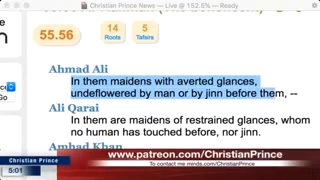 Christian Prince News — Live @ 152.5% — Ready
55.56
14
Roots
5
Tafsirs
Go
Ahmad Ali
In them maidens with averted glances,
undeflowered by man or by jinn before them, --
Ali Qarai
In them are maidens of restrained glances, whom
no human has touched before, nor jinn.
Amhad Khan
Christian Prince
5:01
www.patreon.com/ChristianPrince
To contact me minds.com/ChristianPrince